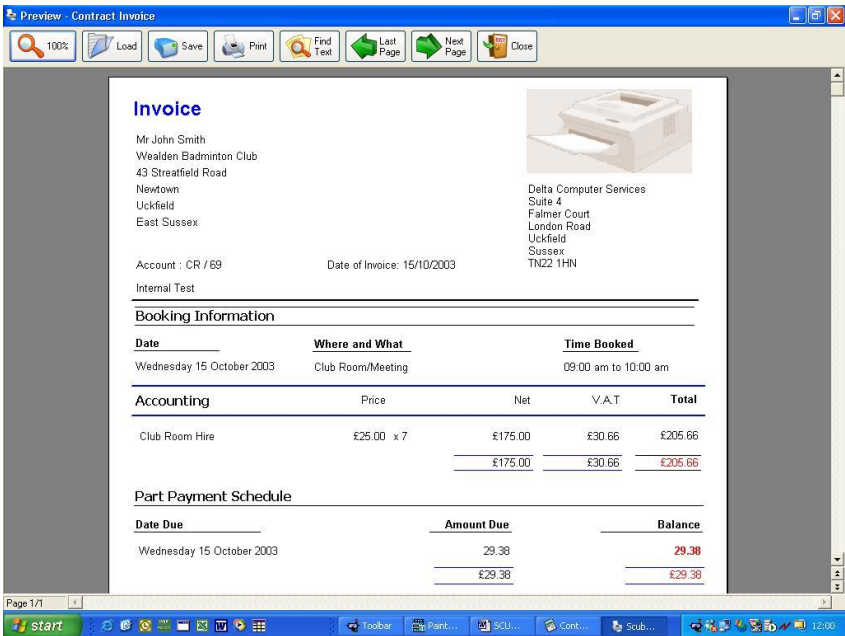 Preview - Contract Invoice
100% Load Save Print Find Text Last Page Next Page Close
Invoice
Mr John Smith
Wealden Badminton Club
43 Streatfield Road
Newtown
Uckfield
East Sussex
Delta Computer Services
Suite 4
Falmer Court
London Road
Uckfield
Sussex
TN22 1HN
Account : CR / 69 Date of Invoice: 15/10/2003
Internal Test
Booking Information
Date Where and What Time Booked
Wednesday 15 October 2003 Club Room/Meeting 09:00 am to 10:00 am
Accounting Price Net V.A.T Total
Club Room Hire £25.00 x 7 £175.00 £30.66 £205.66
£175.00 £30.66 £205.66
Part Payment Schedule
Date Due Amount Due Balance
Wednesday 15 October 2003 29.38 29.38
£29.38 £29.38
Page 1/1
start Toolbar Paint... SCU... Cont... Scub... 12:00